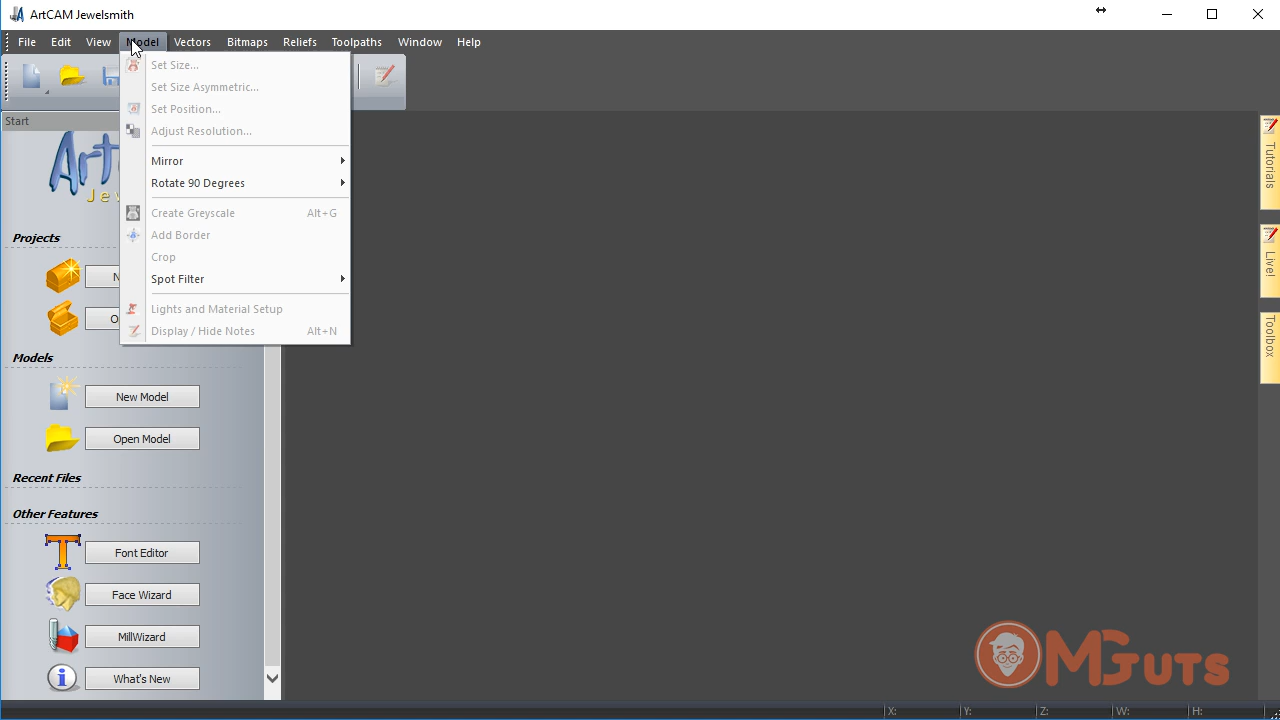 ArtCAM Jewelsmith
File Edit View Model Vectors Bitmaps Reliefs Toolpaths Window Help
Set Size...
Set Size Asymmetric...
Set Position...
Adjust Resolution...
Mirror
Rotate 90 Degrees
Create Greyscale Alt+G
Add Border
Crop
Spot Filter
Lights and Material Setup
Display / Hide Notes Alt+N
Start
Projects
Models
New Model
Open Model
Recent Files
Other Features
Font Editor
Face Wizard
MillWizard
What's New
Tutorials
Live!
Toolbox
MGUTS
X: Y: Z: W: H: